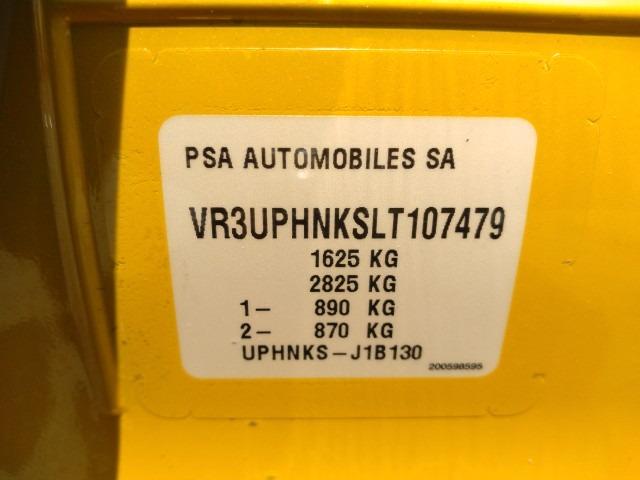 PSA AUTOMOBILES SA
VR3UPHNKSLT107479
1625 KG
2825 KG
1- 890 KG
2- 870 KG
UPHNKS-J1B130
200598595